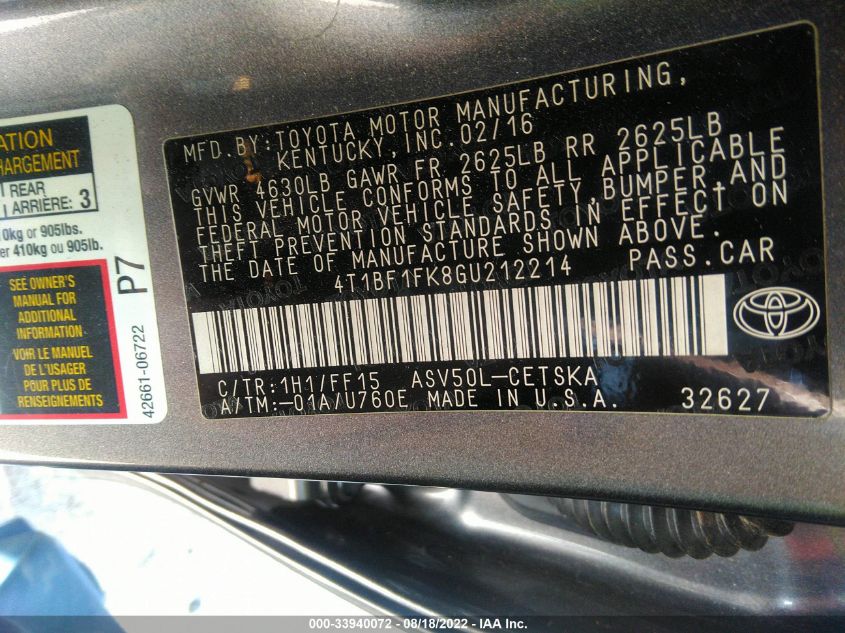 ATION
CHARGEMENT
REAR
ARRIÈRE: 3
0kg or 905lbs.
er 410kg ou 905lb.
SEE OWNER'S
MANUAL FOR
ADDITIONAL
INFORMATION
VOIR LE MANUEL
DE L'USAGER
POUR PLUS DE
RENSEIGNEMENTS
P7
42661-06722
MFD.BY:TOYOTA MOTOR MANUFACTURING,
KENTUCKY,INC.02/16
GVWR 4630LB GAWR FR 2625LB RR 2625LB
THIS VEHICLE CONFORMS TO ALL APPLICABLE
FEDERAL MOTOR VEHICLE SAFETY,BUMPER,AND
THEFT PREVENTION STANDARDS IN EFFECT ON
THE DATE OF MANUFACTURE SHOWN ABOVE.
4T1BF1FK8GU212214 PASS.CAR
C/TR:1H1/FF15 ASV50L-CETSKA
A/TM:-01A/U760E MADE IN U.S.A. 32627
000-33940072 - 08/18/2022 - IAA Inc.